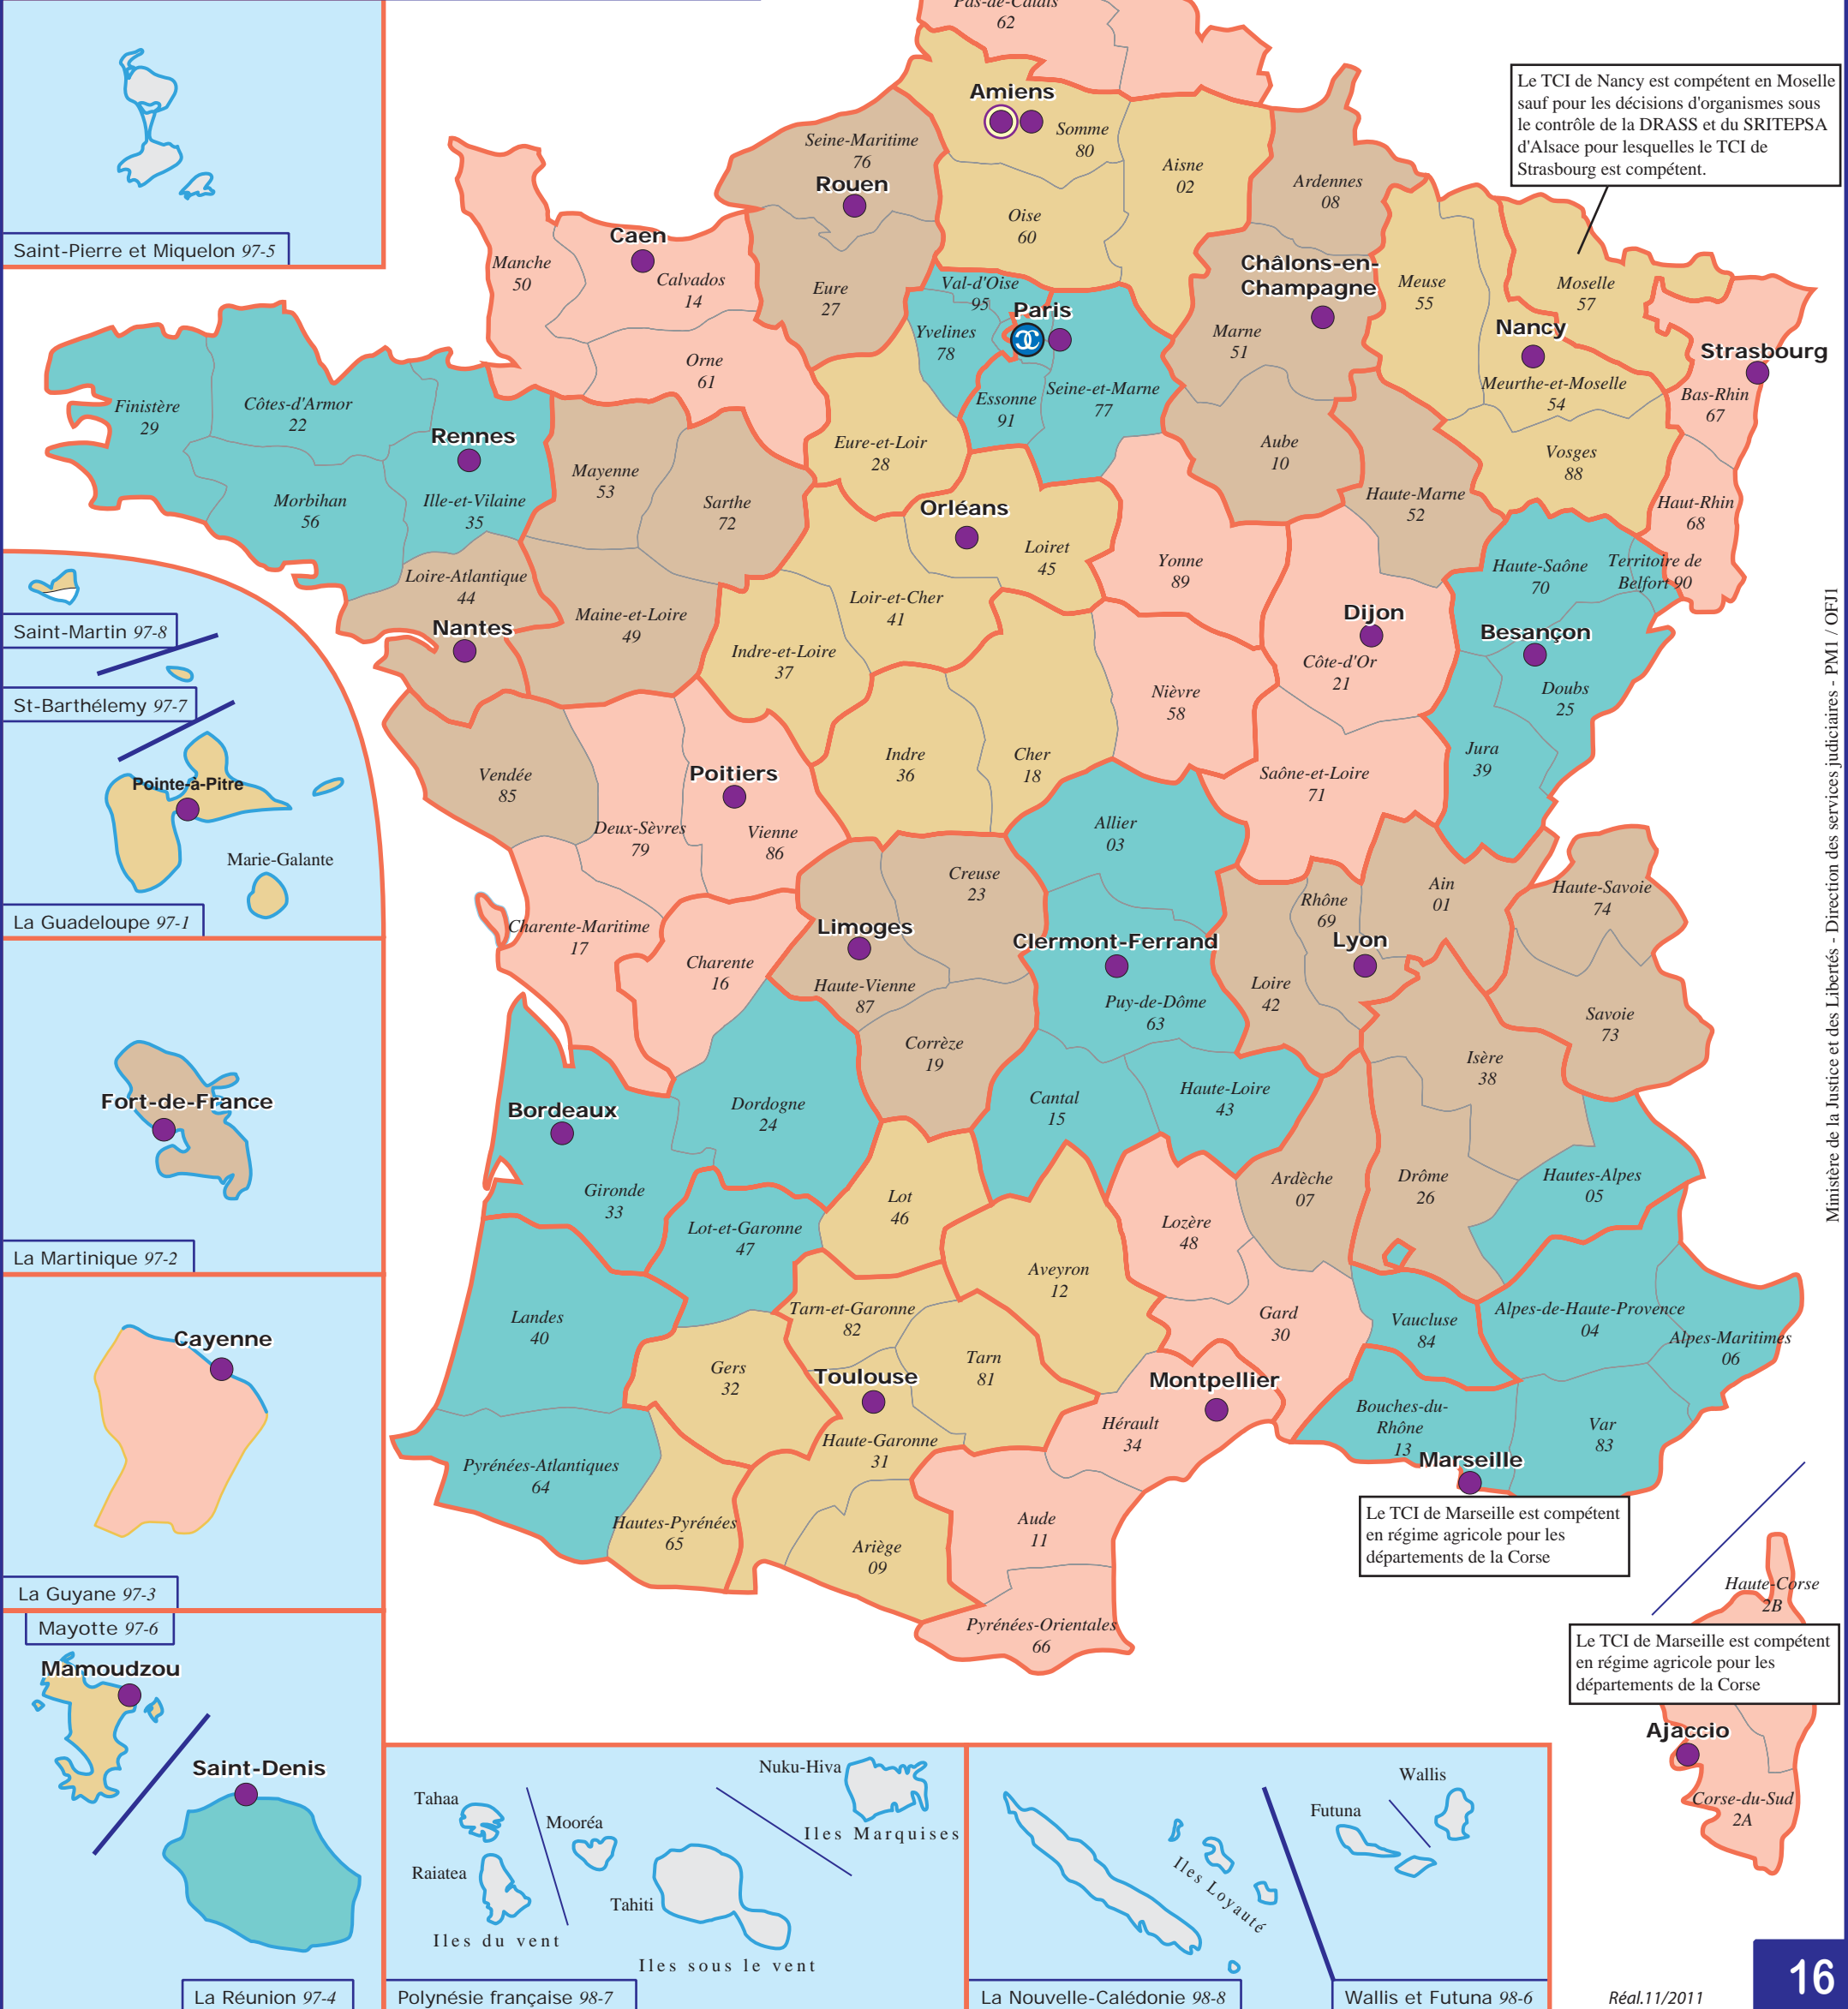 Pas-de-Calais
62
Le TCI de Nancy est compétent en Moselle
sauf pour les décisions d'organismes sous
le contrôle de la DRASS et du SRITEPSA
d'Alsace pour lesquelles le TCI de
Strasbourg est compétent.
Saint-Pierre et Miquelon 97-5
Amiens
Somme
80
Aisne
02
Seine-Maritime
76
Rouen
Ardennes
08
Oise
60
Caen
Manche
50
Calvados
14
Eure
27
Val-d'Oise
95
Paris
Yvelines
78
Essonne
91
Seine-et-Marne
77
Châlons-en-
Champagne
Marne
51
Meuse
55
Moselle
57
Nancy
Meurthe-et-Moselle
54
Strasbourg
Bas-Rhin
67
Orne
61
Finistère
29
Côtes-d'Armor
22
Rennes
Morbihan
56
Ille-et-Vilaine
35
Mayenne
53
Sarthe
72
Eure-et-Loir
28
Aube
10
Haute-Marne
52
Vosges
88
Haut-Rhin
68
Orléans
Loiret
45
Yonne
89
Haute-Saône
70
Territoire de
Belfort 90
Loire-Atlantique
44
Nantes
Maine-et-Loire
49
Loir-et-Cher
41
Indre-et-Loire
37
Dijon
Côte-d'Or
21
Besançon
Doubs
25
Saint-Martin 97-8
St-Barthélemy 97-7
Pointe-à-Pitre
Marie-Galante
La Guadeloupe 97-1
Nièvre
58
Jura
39
Vendée
85
Poitiers
Deux-Sèvres
79
Vienne
86
Indre
36
Cher
18
Saône-et-Loire
71
Allier
03
Creuse
23
Ain
01
Haute-Savoie
74
Rhône
69
Lyon
Charente-Maritime
17
Charente
16
Limoges
Haute-Vienne
87
Clermont-Ferrand
Puy-de-Dôme
63
Loire
42
Savoie
73
Corrèze
19
Isère
38
Fort-de-France
La Martinique 97-2
Bordeaux
Dordogne
24
Cantal
15
Haute-Loire
43
Gironde
33
Lot-et-Garonne
47
Lot
46
Lozère
48
Ardèche
07
Drôme
26
Hautes-Alpes
05
Landes
40
Tarn-et-Garonne
82
Aveyron
12
Gard
30
Vaucluse
84
Alpes-de-Haute-Provence
04
Alpes-Maritimes
06
Cayenne
La Guyane 97-3
Gers
32
Toulouse
Tarn
81
Haute-Garonne
31
Montpellier
Hérault
34
Bouches-du-
Rhône
13
Marseille
Var
83
Pyrénées-Atlantiques
64
Hautes-Pyrénées
65
Ariège
09
Aude
11
Pyrénées-Orientales
66
Le TCI de Marseille est compétent
en régime agricole pour les
départements de la Corse
Haute-Corse
2B
Le TCI de Marseille est compétent
en régime agricole pour les
départements de la Corse
Ajaccio
Corse-du-Sud
2A
Mayotte 97-6
Mamoudzou
Saint-Denis
La Réunion 97-4
Tahaa
Raiatea
Iles du vent
Mooréa
Tahiti
Iles sous le vent
Nuku-Hiva
Iles Marquises
Polynésie française 98-7
Iles Loyauté
La Nouvelle-Calédonie 98-8
Futuna
Wallis
Wallis et Futuna 98-6
Ministère de la Justice et des Libertés - Direction des services judiciaires - PM1 / OFJ1
Réal.11/2011
16